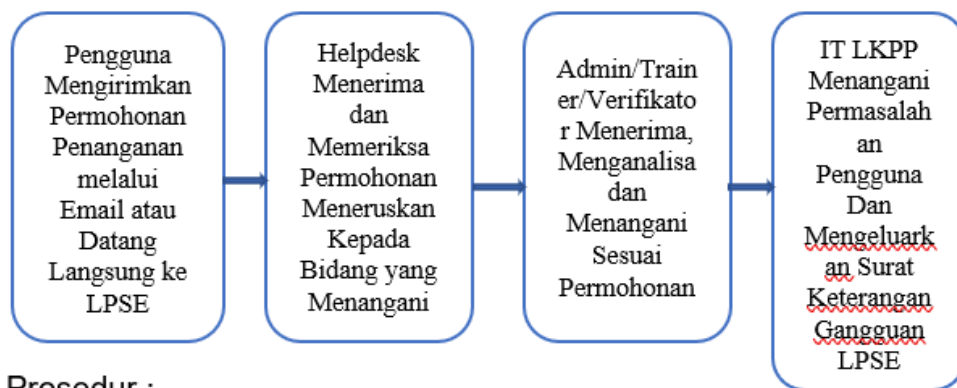 Pengguna
Mengirimkan
Permohonan
Penanganan
melalui
Email atau
Datang
Langsung ke
LPSE
Helpdesk
Menerima
dan
Memeriksa
Permohonan
Meneruskan
Kepada
Bidang yang
Menangani
Admin/Train
er/Verifikato
r Menerima,
Menganalisa
dan
Menangani
Sesuai
Permohonan
IT LKPP
Menangani
Permasalah
an
Pengguna
Dan
Mengeluark
an Surat
Keterangan
Gangguan
LPSE
Prosedur :